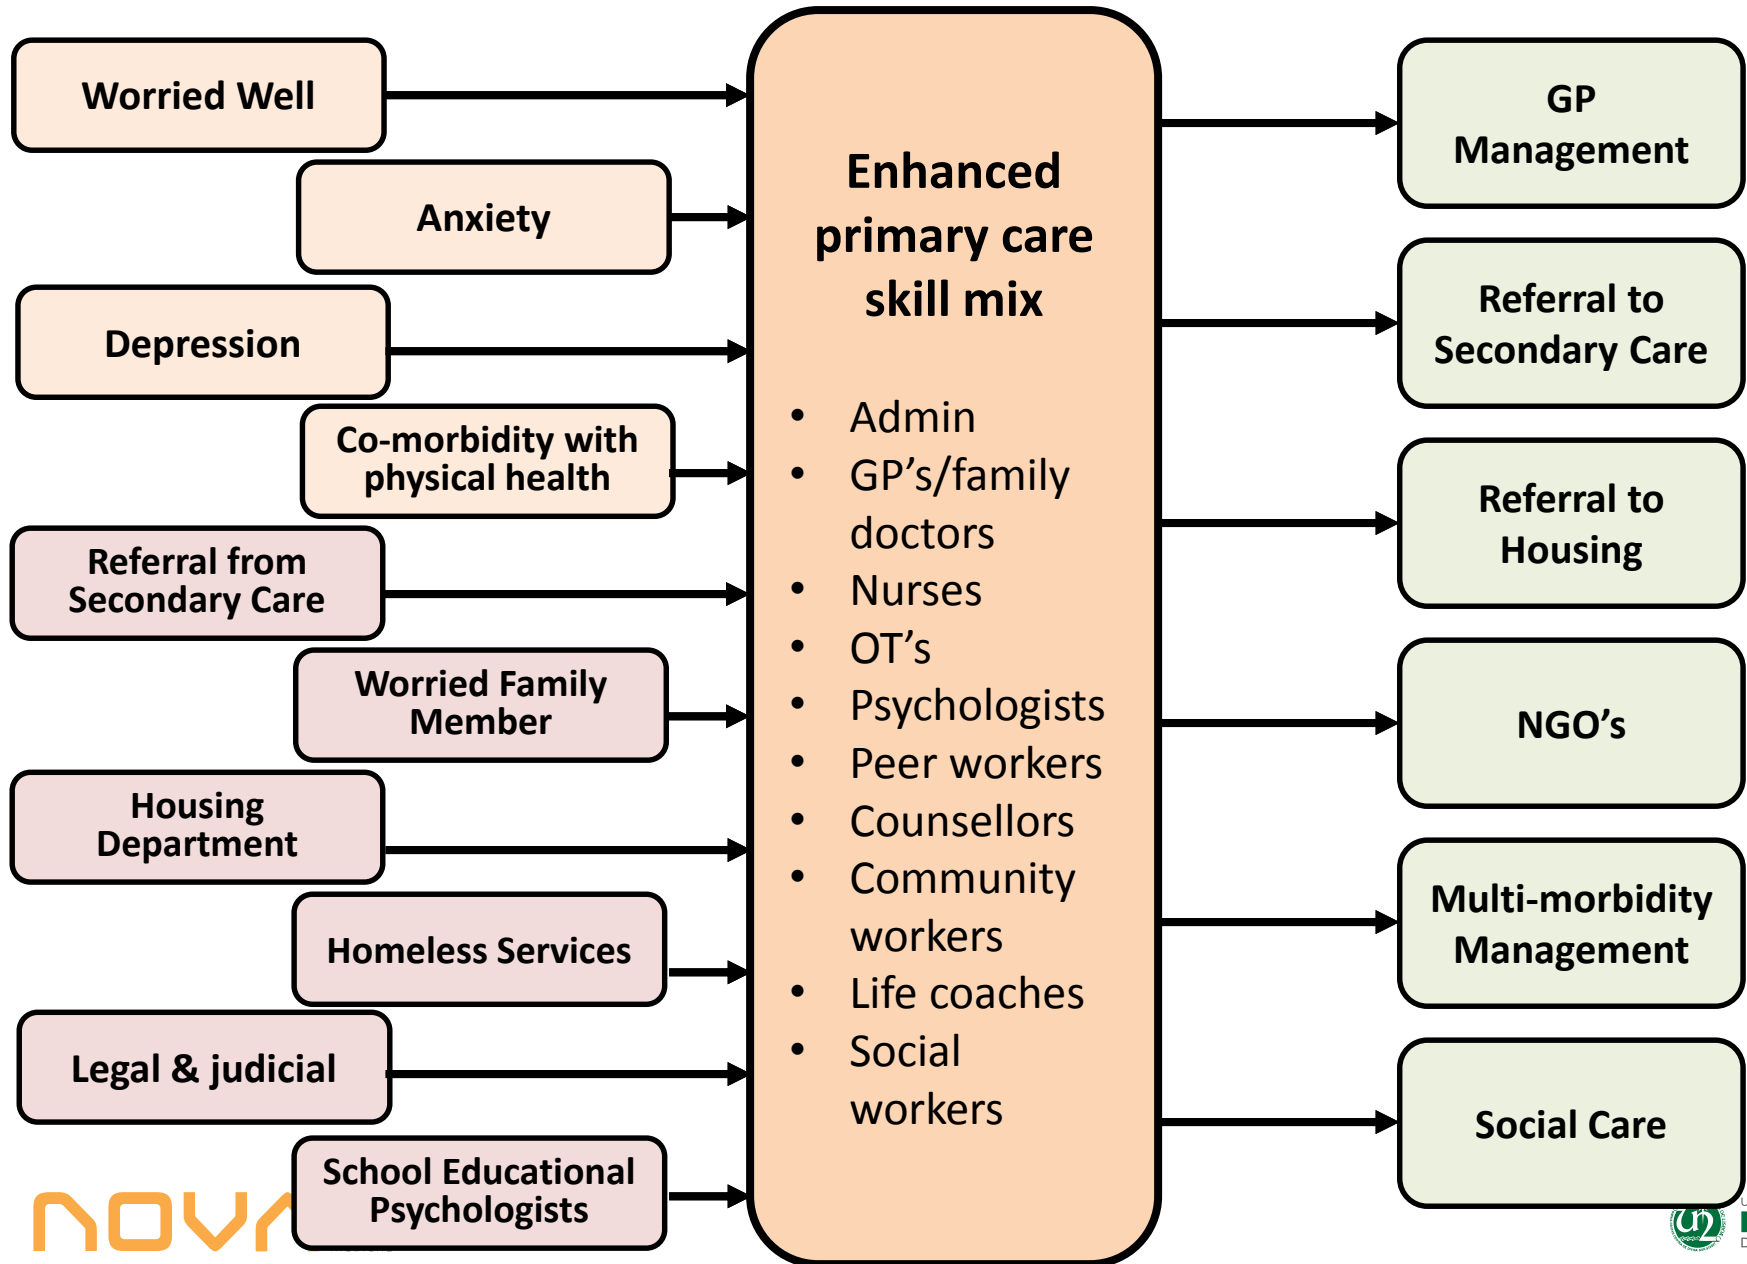 Worried Well
Anxiety
Depression
Co-morbidity with
physical health
Referral from
Secondary Care
Worried Family
Member
Housing
Department
Homeless Services
Legal & judicial
School Educational
Psychologists
Enhanced
primary care
skill mix
• Admin
• GP's/family
doctors
• Nurses
• OT's
• Psychologists
• Peer workers
• Counsellors
• Community
workers
• Life coaches
• Social
workers
GP
Management
Referral to
Secondary Care
Referral to
Housing
NGO's
Multi-morbidity
Management
Social Care
NOVA